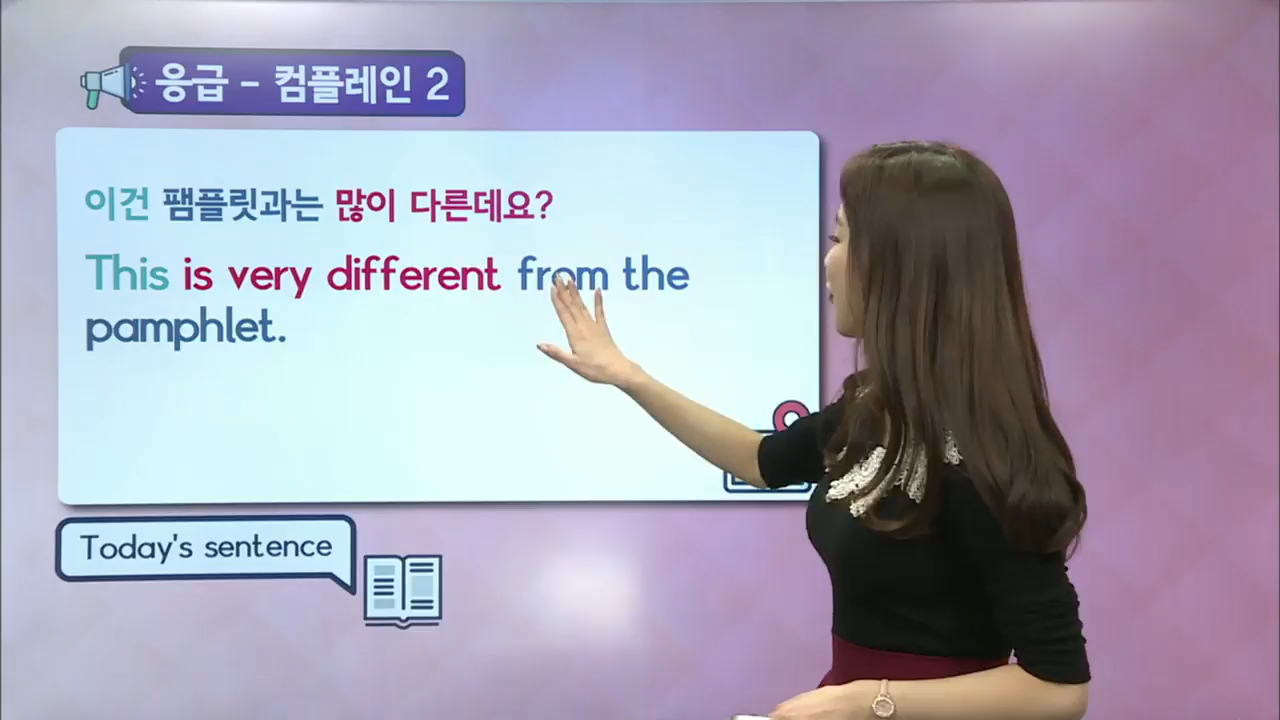 응급 - 컴플레인 2
이건 팸플릿과는 많이 다른데요?
This is very different from the
pamphlet.
Today's sentence